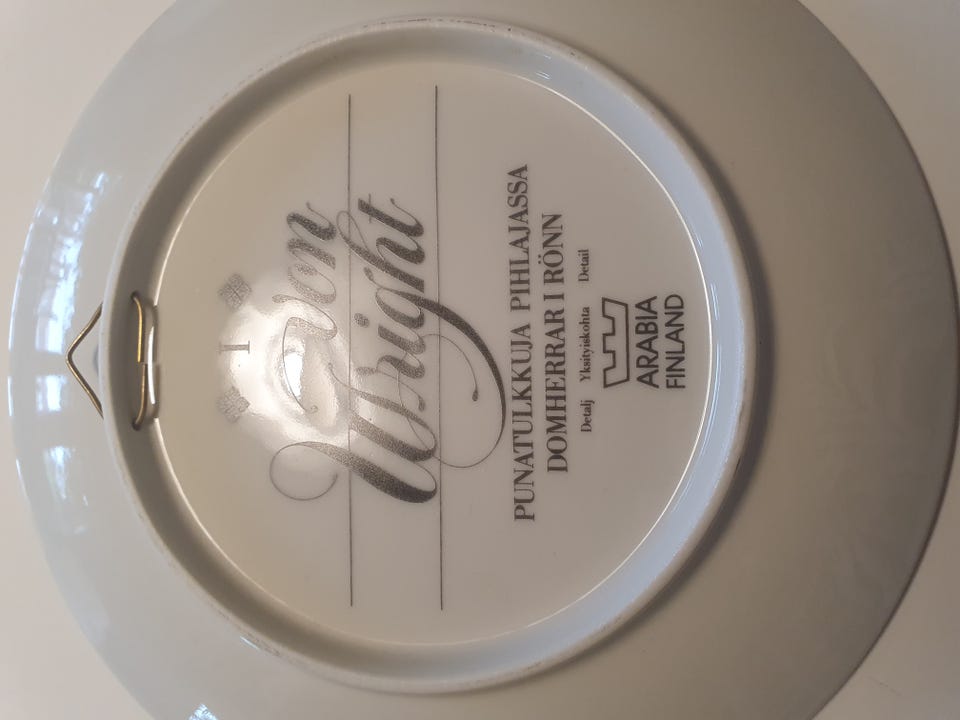 I
von
Wright
PUNATULKKUJA PIHLAJASSA
DOMHERRAR I RÖNN
Detalj Yksityiskohta Detail
ARABIA
FINLAND